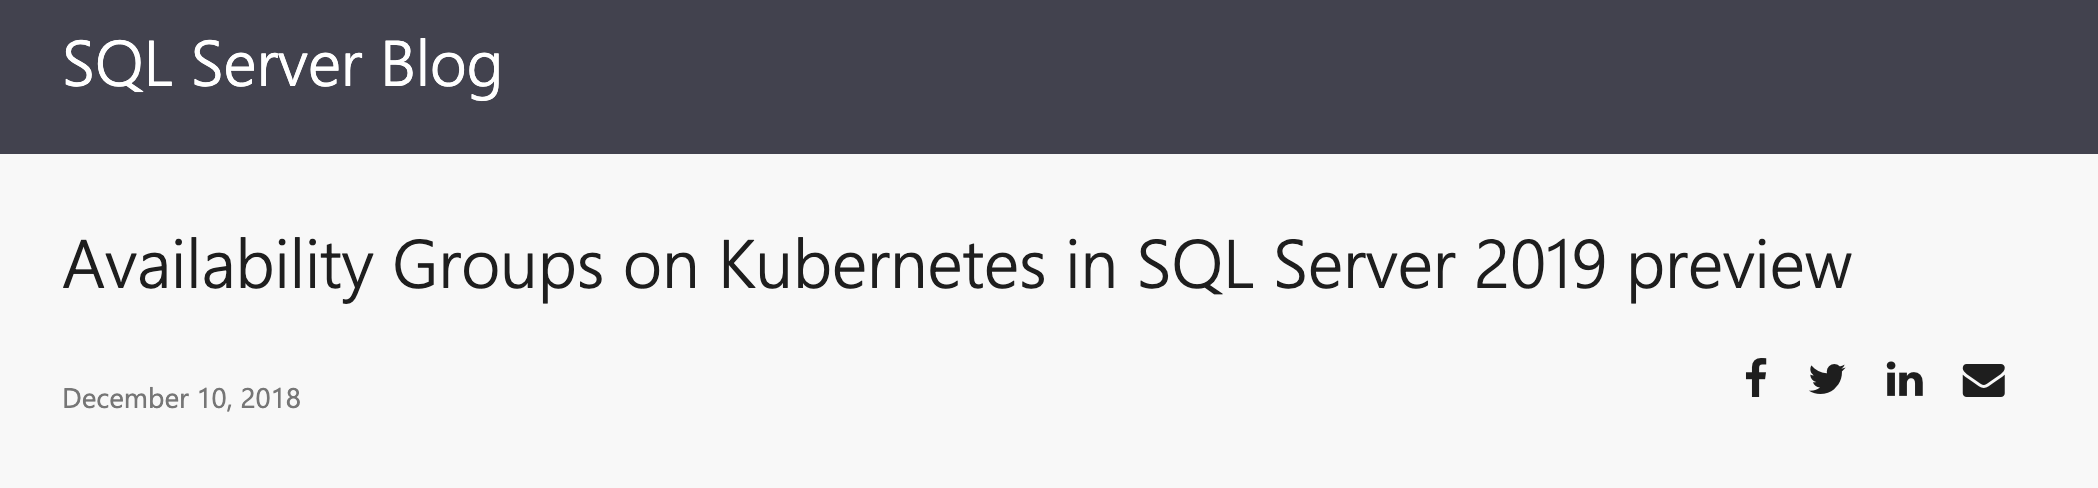 SQL Server Blog
Availability Groups on Kubernetes in SQL Server 2019 preview
December 10, 2018